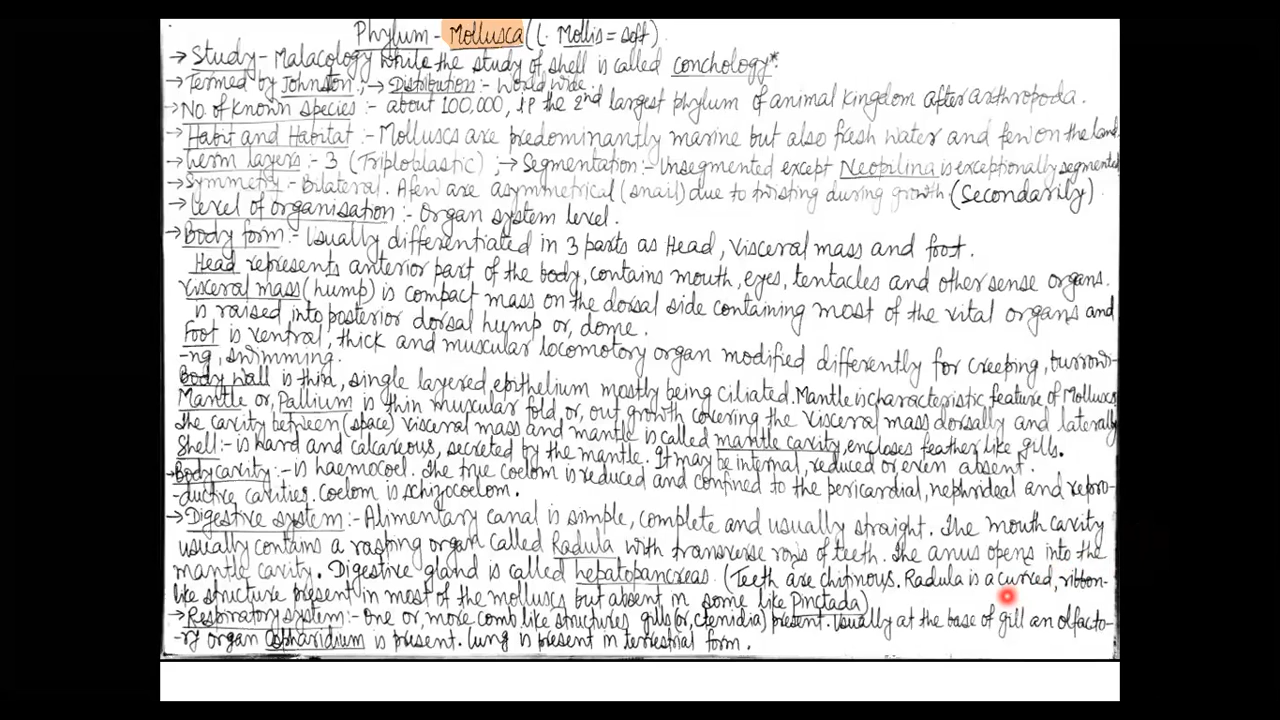 Phylum - Mollusca (L. Mollis = soft)
→ Study - Malacology while the study of shell is called conchology*.
→ Termed by Johnston. ; → Distribution :- World wide.
→ No of known species :- about 100,000, it the 2nd largest phylum of animal kingdom after arthropoda.
→ Habit and Habitat :- Molluscs are predominantly marine but also fresh water and few on the land
→ Germ layers :- 3 (Triploplastic) ; → Segmentation :- Unsegmented except Neopilina is exceptionally segmented
→ Symmetry - Bilateral. A few are asymmetrical (snail) due to twisting during growth (Secondarily)
→ Level of organisation :- Organ system level.
→ Body form :- Usually differentiated in 3 parts as Head, Visceral mass and foot.
Head represents anterior part of the body, contains mouth, eyes, tentacles and other sense organs.
Visceral mass (hump) is compact mass on the dorsal side containing most of the vital organs and
is raised into posterior dorsal hump or, dome.
Foot is ventral, thick and muscular locomotory organ modified differently for creeping, burrowi-
-ng, swimming.
Body wall is thin, single layered, epithelium mostly being ciliated. Mantle is characteristic feature of Molluscs
Mantle or, Pallium is thin muscular fold, or, out growth covering the visceral mass dorsally and laterally
The cavity between (space) visceral mass and mantle is called mantle cavity, encloses feather like gills.
Shell :- is hard and calcareous, secreted by the mantle. It may be internal, reduced or even absent.
→ Body cavity :- is haemocoel. The true coelom is reduced and confined to the pericardial, nephrideal and repro-
-ductive cavities. Coelom is schizocoelom.
→ Digestive system :- Alimentary canal is simple, complete and usually straight. The mouth cavity
usually contains a rasping organ called Radula with transverse rows of teeth. The anus opens into the
mantle cavity. Digestive gland is called hepatopancreas. (Teeth are chitinous, Radula is a curved, ribbon-
like structure present in most of the molluscs but absent in some like Pinctada)
→ Respiratory system :- One or, more comb like structures gills (or, ctenidia) present. Usually at the base of gill an olfacto-
-ry organ Ospharidium is present. Lung is present in terrestrial form.